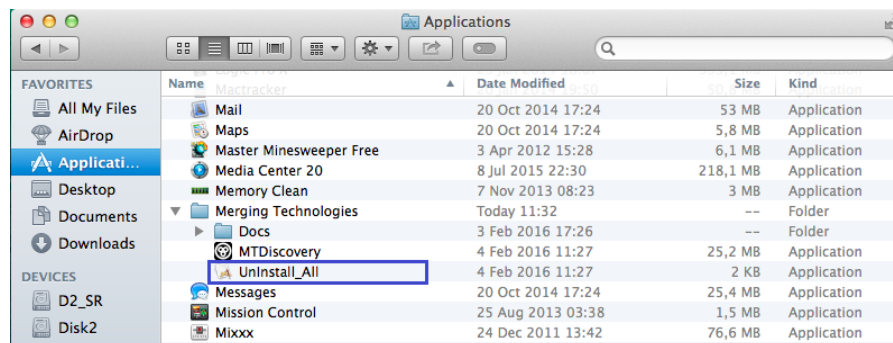 Applications
FAVORITES
All My Files
AirDrop
Applicati...
Desktop
Documents
Downloads
DEVICES
D2_SR
Disk2
Name Date Modified Size Kind
Mactracker
Mail 20 Oct 2014 17:24 53 MB Application
Maps 20 Oct 2014 17:24 5,8 MB Application
Master Minesweeper Free 3 Apr 2012 15:28 6,1 MB Application
Media Center 20 8 Jul 2015 22:30 218,1 MB Application
Memory Clean 7 Nov 2013 08:23 3 MB Application
Merging Technologies Today 11:32 -- Folder
Docs 3 Feb 2016 17:26 -- Folder
MTDiscovery 4 Feb 2016 11:27 25,2 MB Application
UnInstall_All 4 Feb 2016 11:27 2 KB Application
Messages 20 Oct 2014 17:24 25,4 MB Application
Mission Control 25 Aug 2013 03:38 1,5 MB Application
Mixxx 24 Dec 2011 13:42 76,6 MB Application